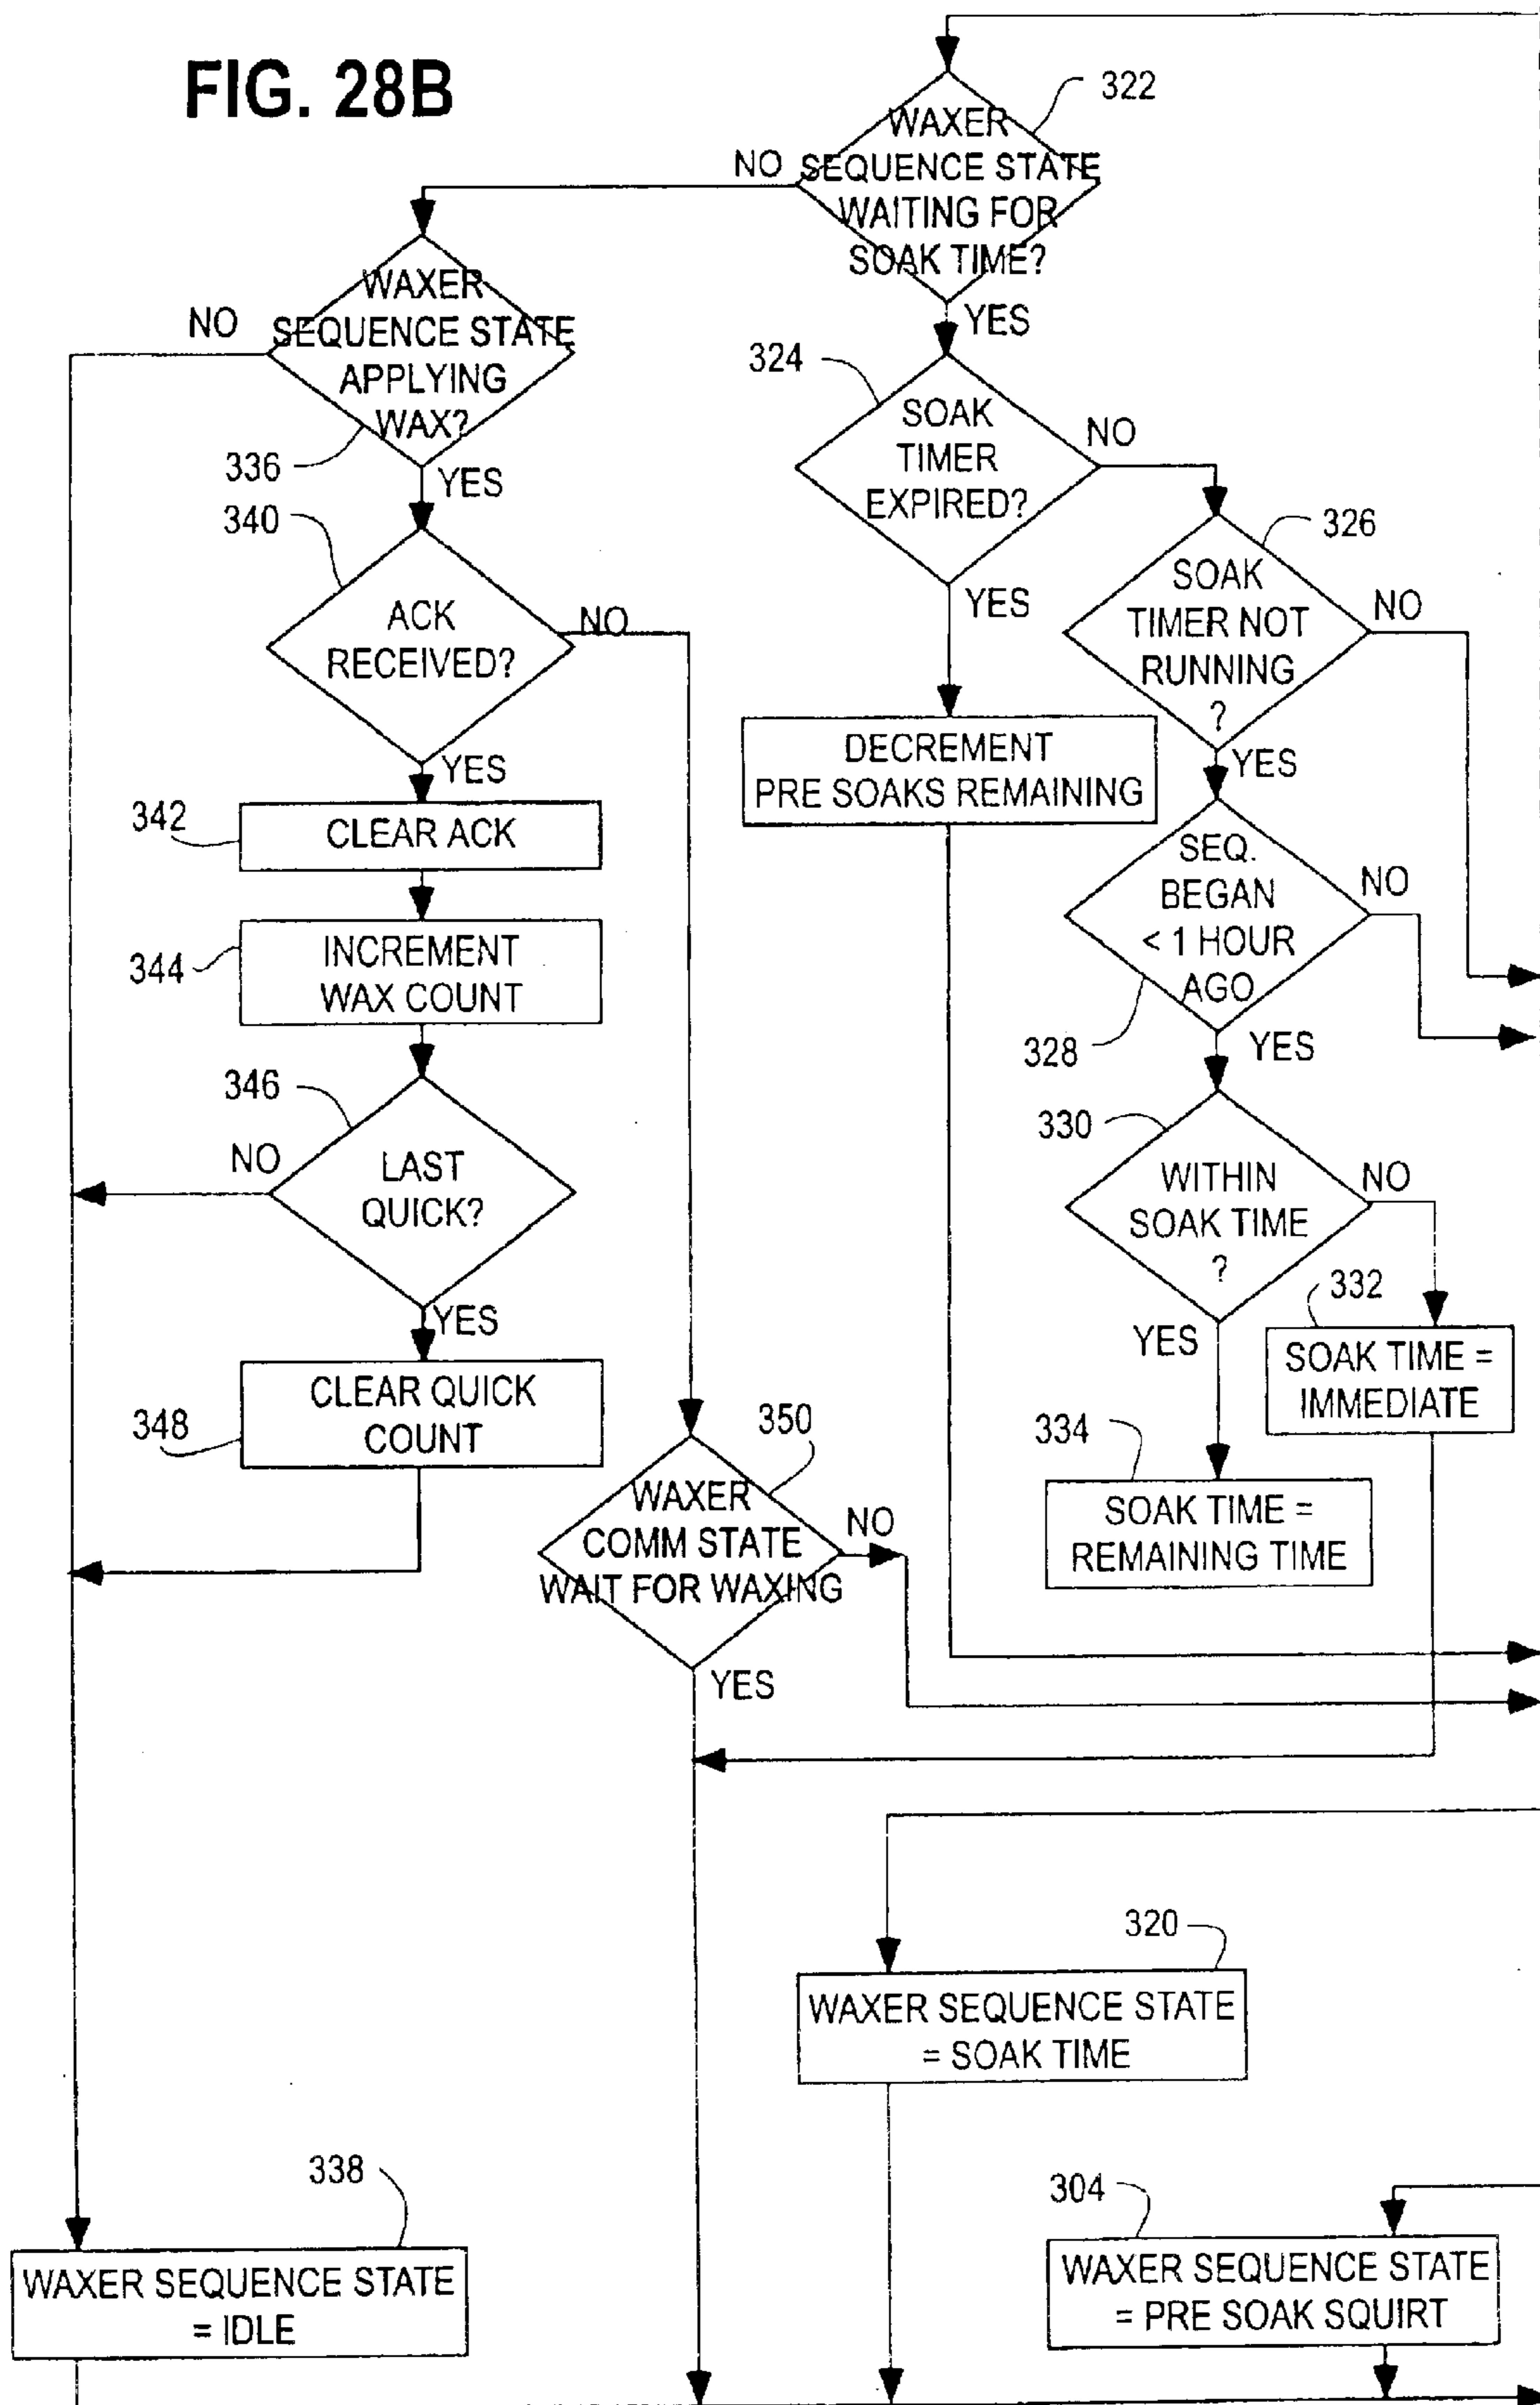 FIG. 28B
322
WAXER
SEQUENCE STATE
WAITING FOR
SOAK TIME?
NO
YES
WAXER
SEQUENCE STATE
APPLYING
WAX?
NO
336
YES
324
SOAK
TIMER
EXPIRED?
NO
YES
326
SOAK
TIMER NOT
RUNNING
?
NO
YES
340
ACK
RECEIVED?
NO
YES
DECREMENT
PRE SOAKS REMAINING
342
CLEAR ACK
344
INCREMENT
WAX COUNT
SEQ.
BEGAN
< 1 HOUR
AGO
NO
328
YES
346
LAST
QUICK?
NO
YES
330
WITHIN
SOAK TIME
?
NO
YES
332
SOAK TIME =
IMMEDIATE
348
CLEAR QUICK
COUNT
334
SOAK TIME =
REMAINING TIME
350
WAXER
COMM STATE
WAIT FOR WAXING
NO
YES
320
WAXER SEQUENCE STATE
= SOAK TIME
338
WAXER SEQUENCE STATE
= IDLE
304
WAXER SEQUENCE STATE
= PRE SOAK SQUIRT